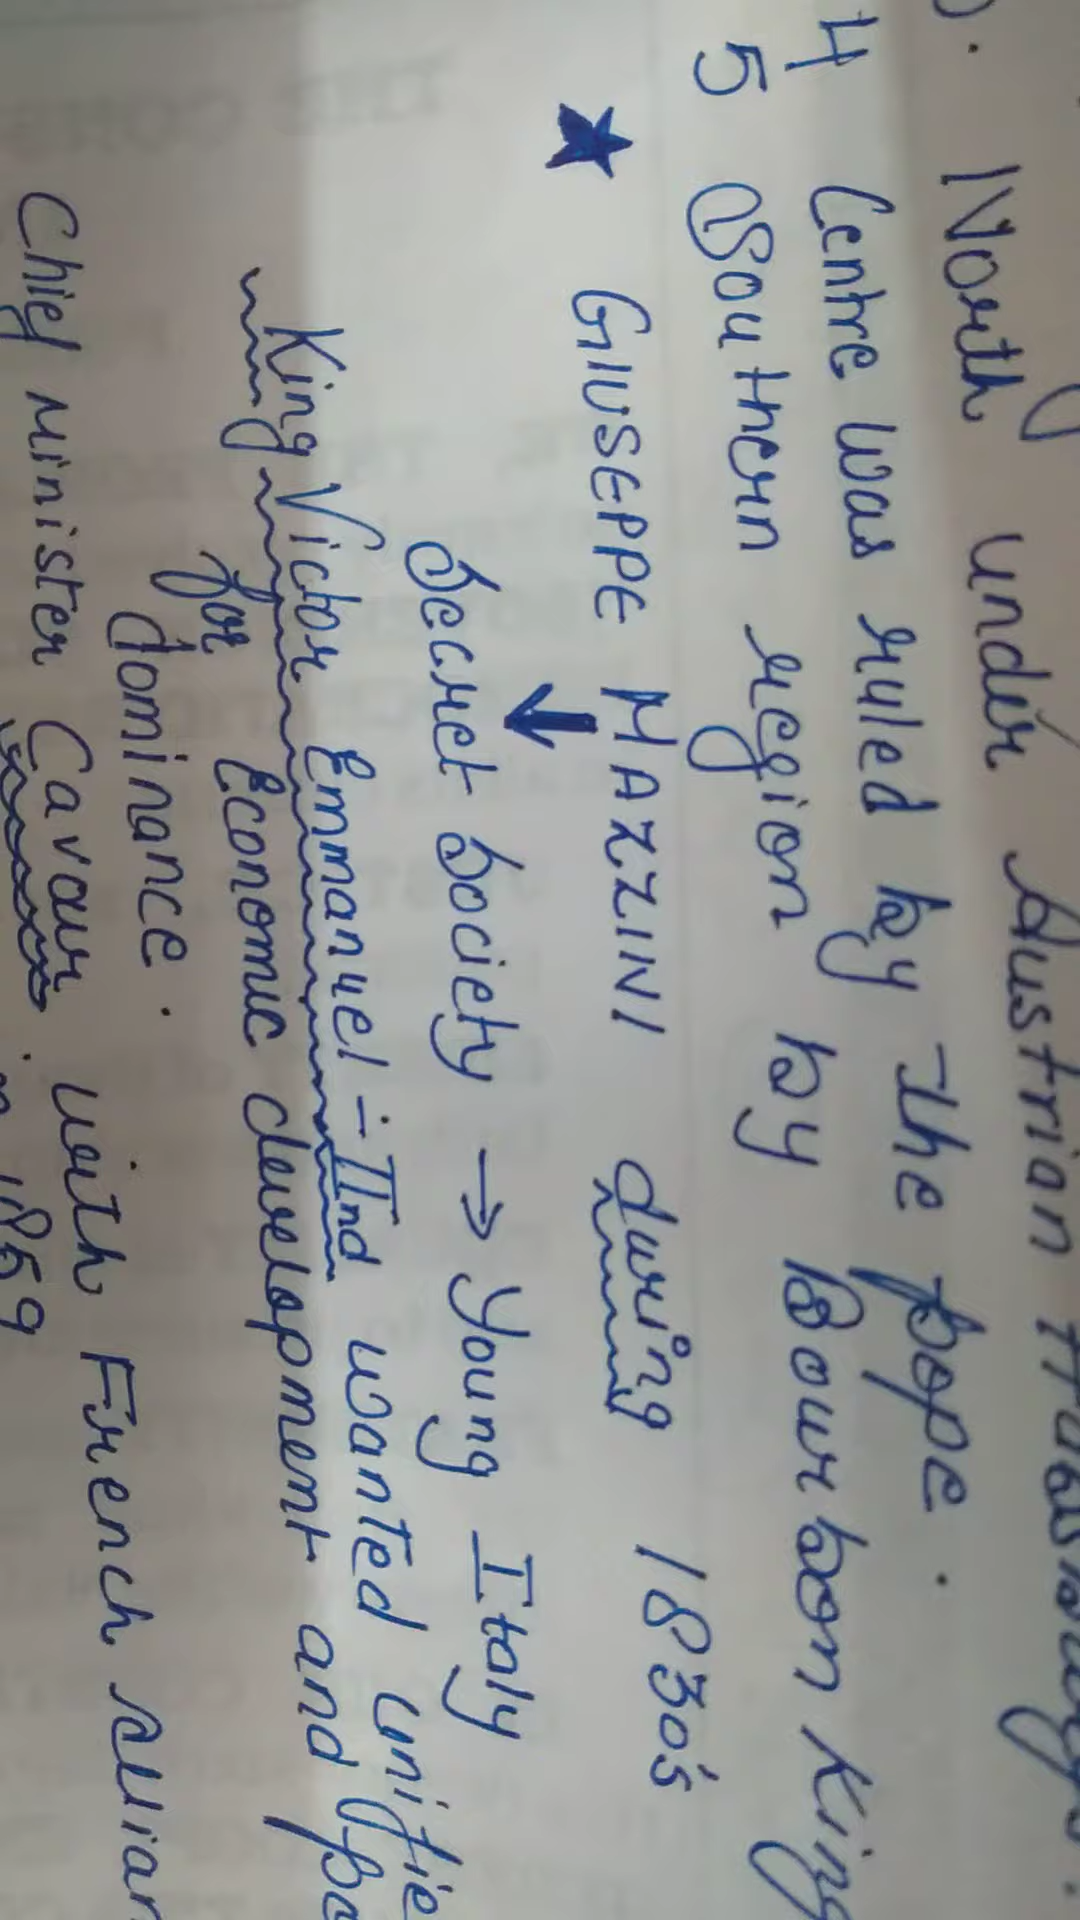 North under Austrian Habsburgs.
4 Centre was ruled by the pope.
5 Southern region by Bourbon King
★ GIUSEPPE MAZZINI during 1830's
↓
Secret Society → Young Italy
King Victor Emmanuel-IInd wanted unifie
for Economic development and
dominance.
Chief Minister Cavour with French
1859